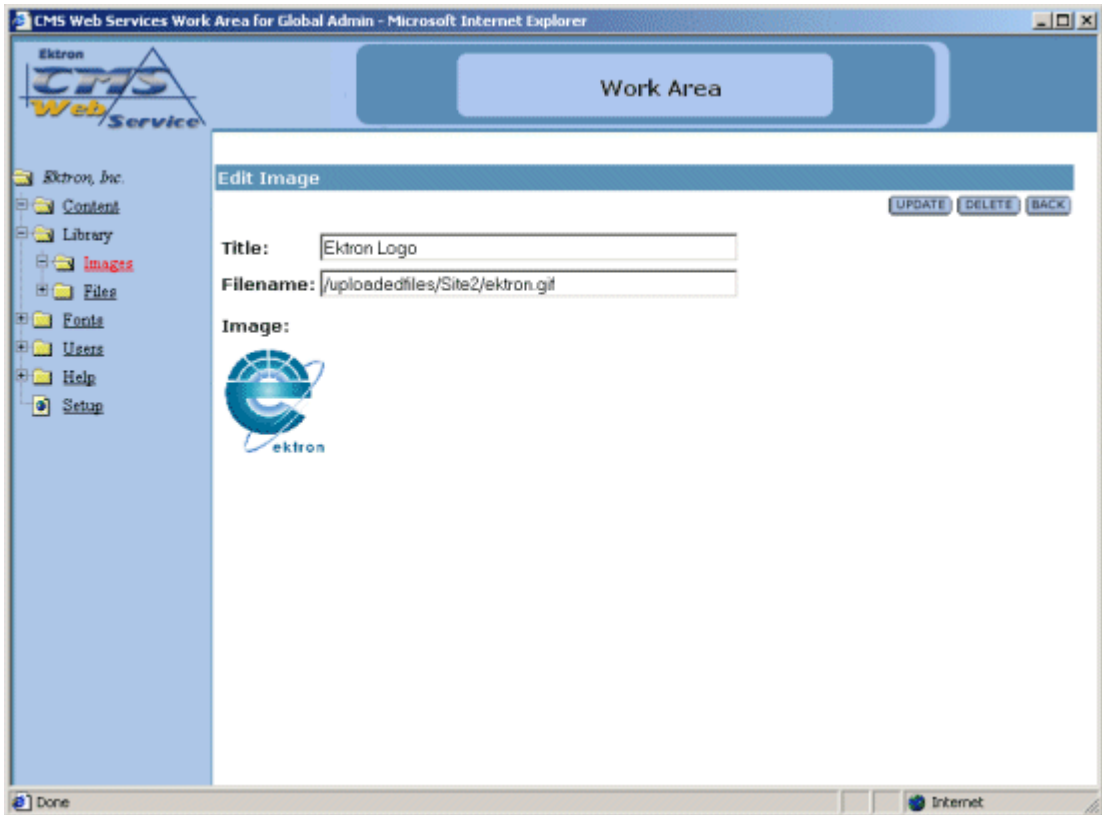 CMS Web Services Work Area for Global Admin - Microsoft Internet Explorer
Ektron
CMS
Web
Service
Work Area
Ektron, Inc.
Content
Library
Images
Files
Fonts
Users
Help
Setup
Edit Image
UPDATE DELETE BACK
Title: Ektron Logo
Filename: /uploadedfiles/Site2/ektron.gif
Image:
ektron
Done Internet